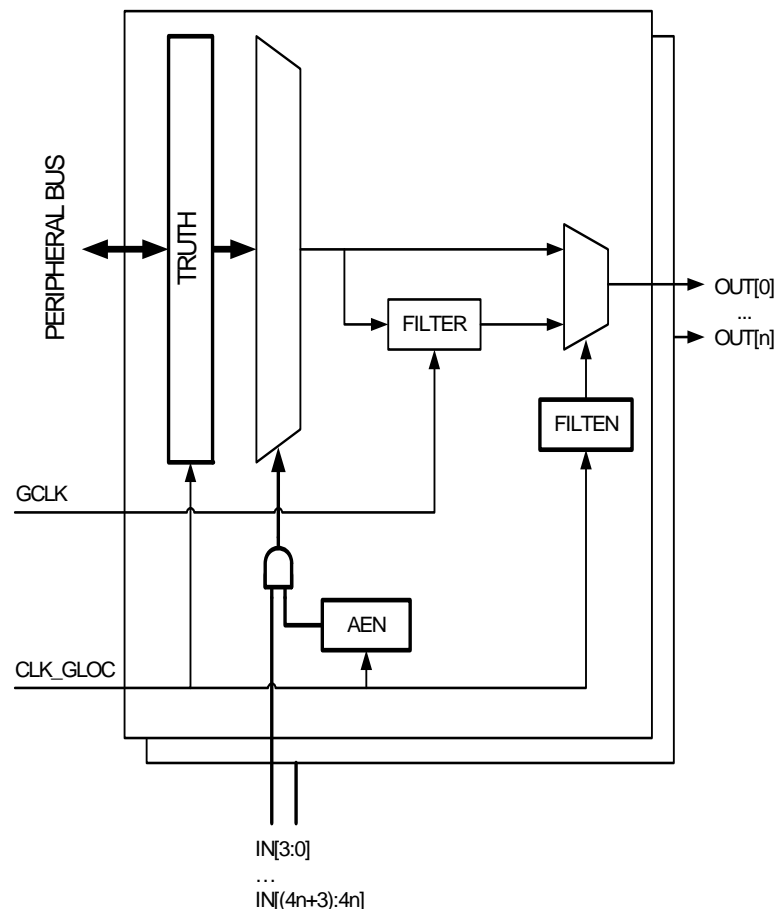 PERIPHERAL BUS
TRUTH
FILTER
OUT[0]
...
OUT[n]
FILTEN
GCLK
AEN
CLK_GLOC
IN[3:0]
...
IN[(4n+3):4n]